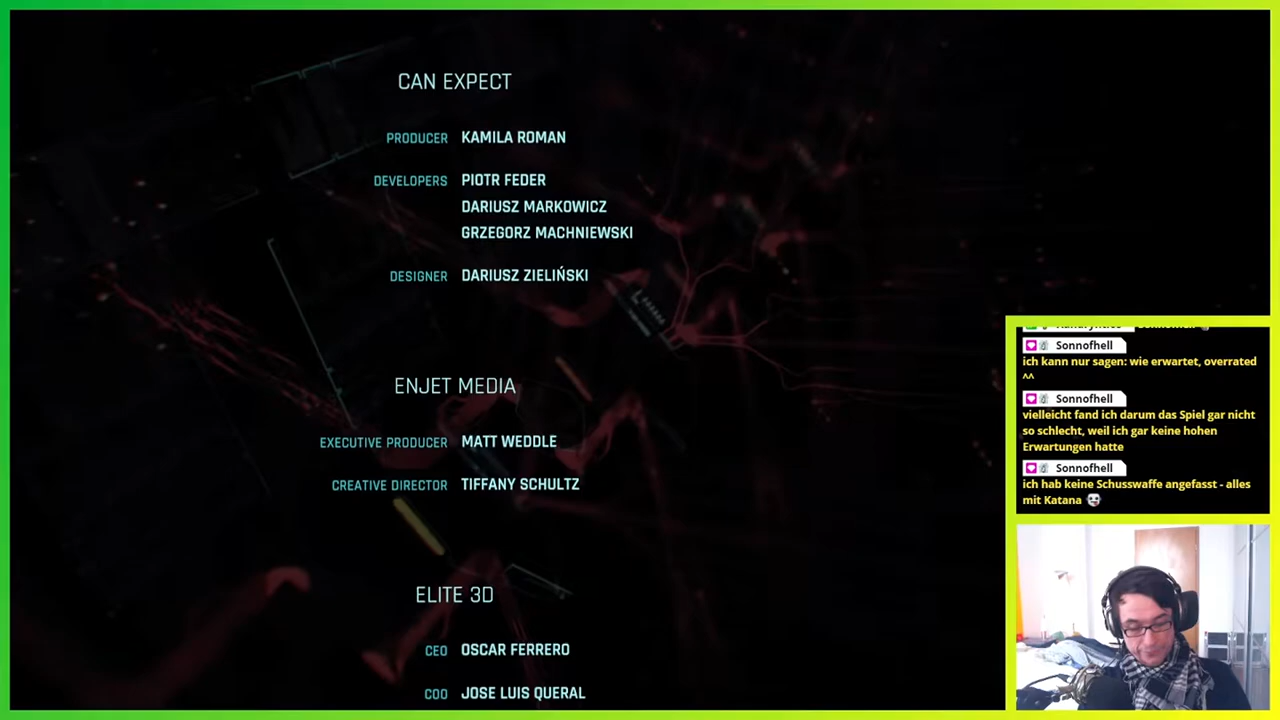 CAN EXPECT
PRODUCER KAMILA ROMAN
DEVELOPERS PIOTR FEDER
DARIUSZ MARKOWICZ
GRZEGORZ MACHNIEWSKI
DESIGNER DARIUSZ ZIELIŃSKI
ENJET MEDIA
EXECUTIVE PRODUCER MATT WEDDLE
CREATIVE DIRECTOR TIFFANY SCHULTZ
ELITE 3D
CEO OSCAR FERRERO
COO JOSE LUIS QUERAL
Sonnofhell
ich kann nur sagen: wie erwartet, overrated
^^
Sonnofhell
vielleicht fand ich darum das Spiel gar nicht
so schlecht, weil ich gar keine hohen
Erwartungen hatte
Sonnofhell
ich hab keine Schusswaffe angefasst - alles
mit Katana